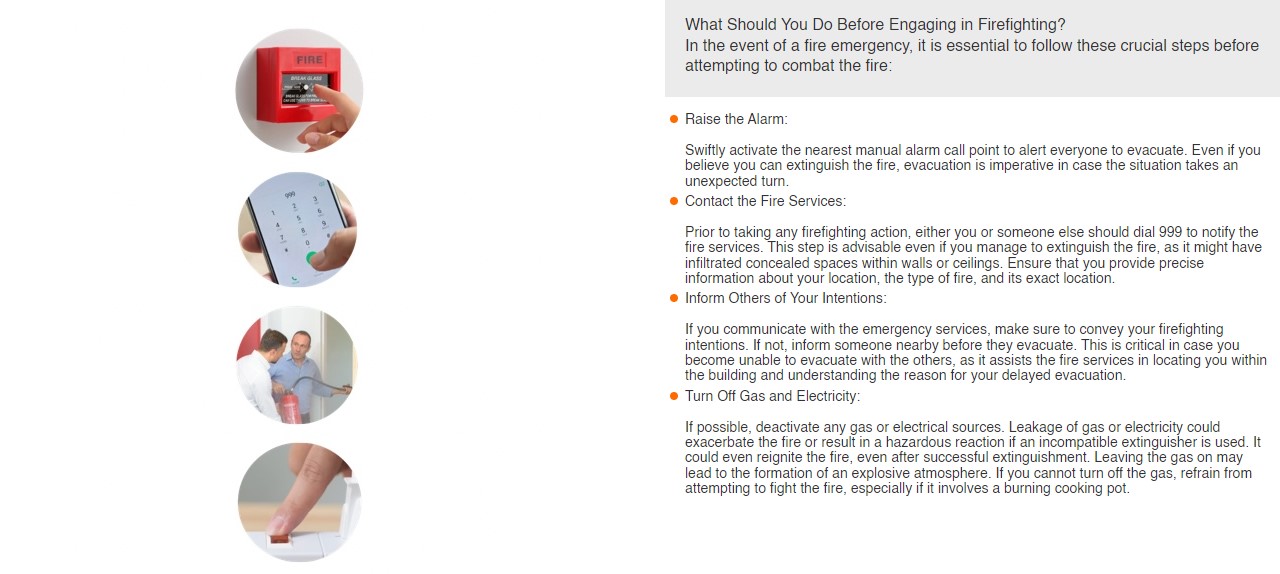 FIRE
BREAK GLASS
999
1 2 3
4 5 6
7 8 9
* 0 #
What Should You Do Before Engaging in Firefighting?
In the event of a fire emergency, it is essential to follow these crucial steps before
attempting to combat the fire:
Raise the Alarm:
Swiftly activate the nearest manual alarm call point to alert everyone to evacuate. Even if you
believe you can extinguish the fire, evacuation is imperative in case the situation takes an
unexpected turn.
Contact the Fire Services:
Prior to taking any firefighting action, either you or someone else should dial 999 to notify the
fire services. This step is advisable even if you manage to extinguish the fire, as it might have
infiltrated concealed spaces within walls or ceilings. Ensure that you provide precise
information about your location, the type of fire, and its exact location.
Inform Others of Your Intentions:
If you communicate with the emergency services, make sure to convey your firefighting
intentions. If not, inform someone nearby before they evacuate. This is critical in case you
become unable to evacuate with the others, as it assists the fire services in locating you within
the building and understanding the reason for your delayed evacuation.
Turn Off Gas and Electricity:
If possible, deactivate any gas or electrical sources. Leakage of gas or electricity could
exacerbate the fire or result in a hazardous reaction if an incompatible extinguisher is used. It
could even reignite the fire, even after successful extinguishment. Leaving the gas on may
lead to the formation of an explosive atmosphere. If you cannot turn off the gas, refrain from
attempting to fight the fire, especially if it involves a burning cooking pot.